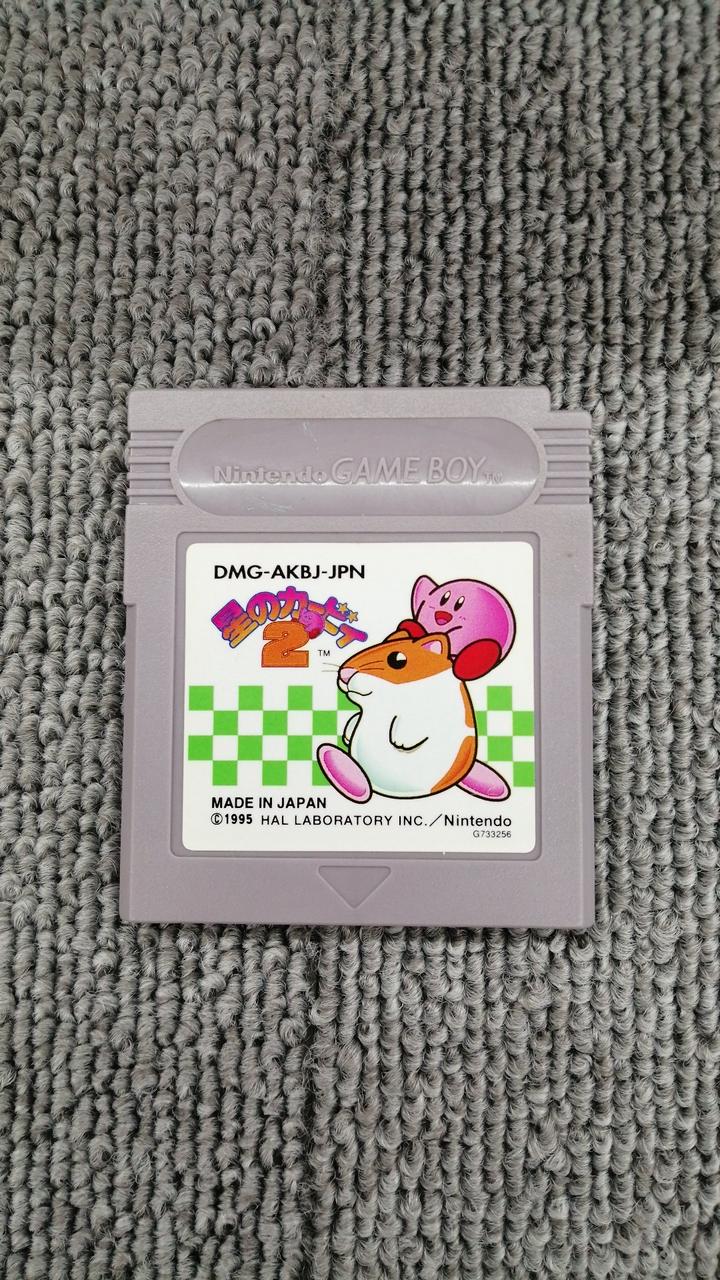 Nintendo GAME BOY TM
DMG-AKBJ-JPN
星のカービィ
2 TM
MADE IN JAPAN
©1995 HAL LABORATORY INC./Nintendo
G733256